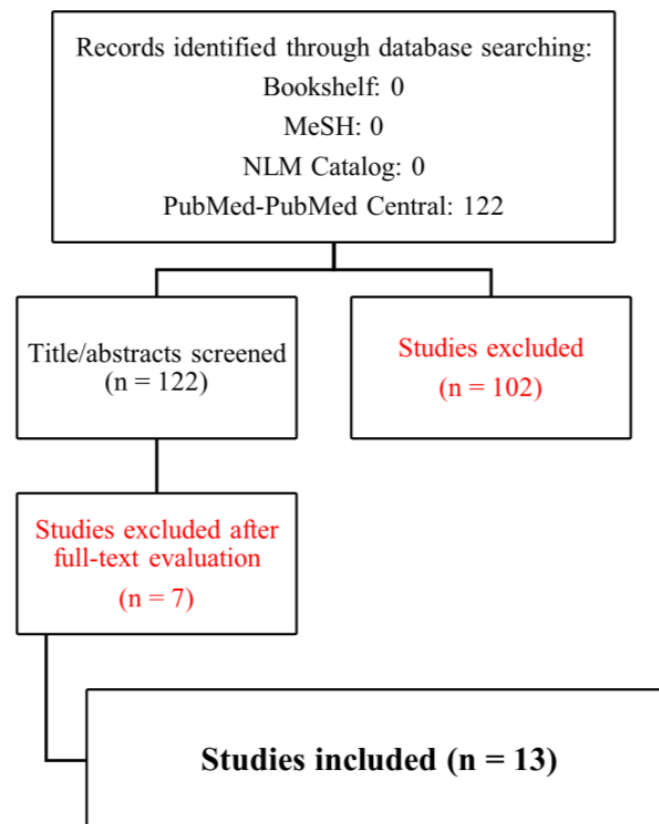 Records identified through database searching:
Bookshelf: 0
MeSH: 0
NLM Catalog: 0
PubMed-PubMed Central: 122
Title/abstracts screened
(n = 122)
Studies excluded
(n = 102)
Studies excluded after
full-text evaluation
(n = 7)
Studies included (n = 13)